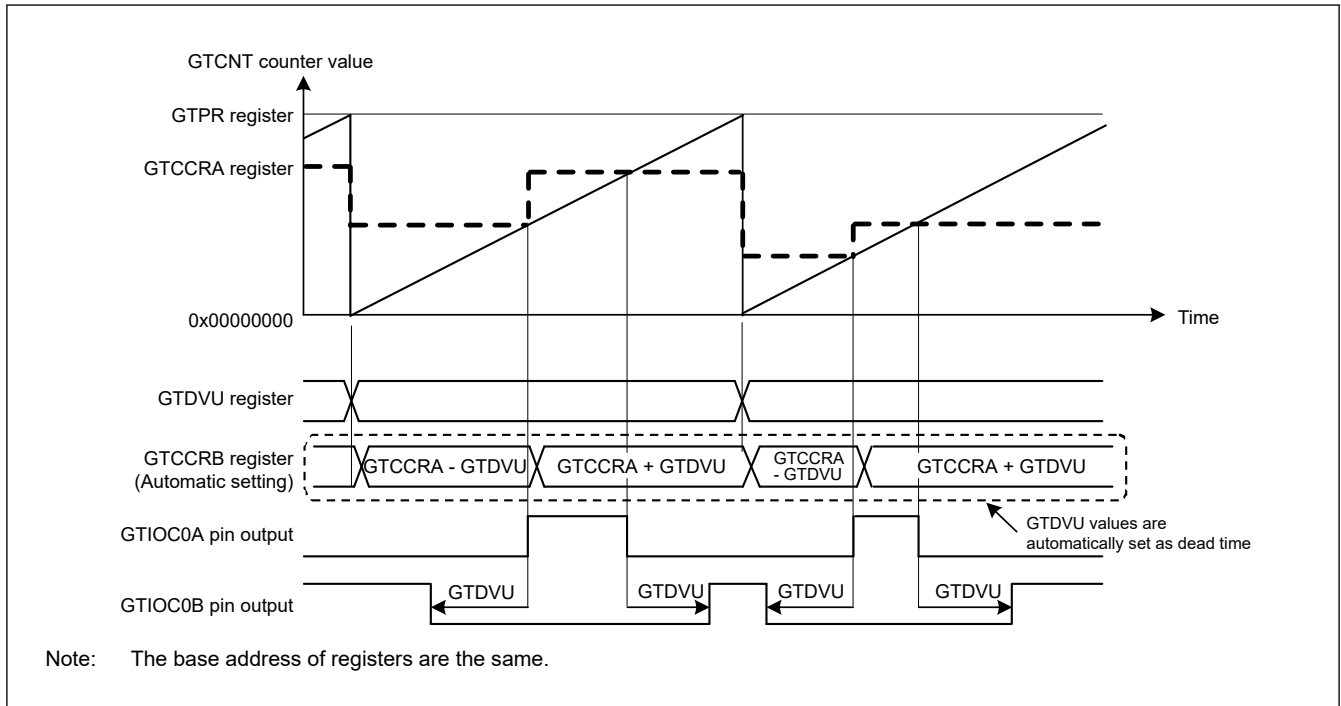 GTCNT counter value
GTPR register
GTCCRA register
0x00000000
Time
GTDVU register
GTCCRB register
(Automatic setting)
GTCCRA - GTDVU
GTCCRA + GTDVU
GTCCRA
- GTDVU
GTCCRA + GTDVU
GTDVU values are
automatically set as dead time
GTIOC0A pin output
GTIOC0B pin output
GTDVU
GTDVU
GTDVU
GTDVU
Note: The base address of registers are the same.